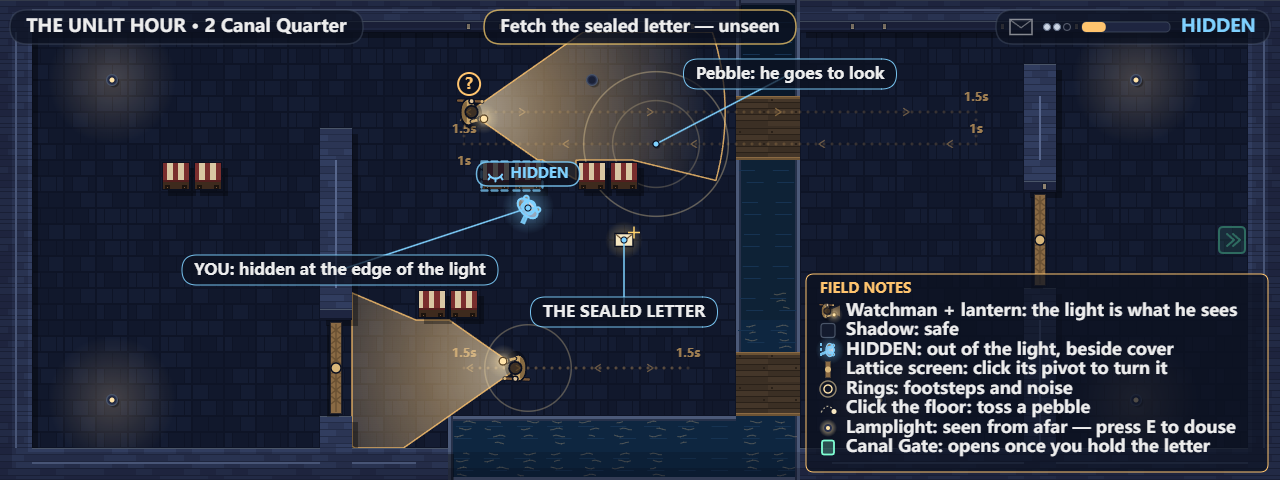 THE UNLIT HOUR • 2 Canal Quarter
Fetch the sealed letter — unseen
HIDDEN
Pebble: he goes to look
?
1.5s
1.5s
1s
1s
HIDDEN
YOU: hidden at the edge of the light
THE SEALED LETTER
1.5s
1.5s
FIELD NOTES
Watchman + lantern: the light is what he sees
Shadow: safe
HIDDEN: out of the light, beside cover
Lattice screen: click its pivot to turn it
Rings: footsteps and noise
Click the floor: toss a pebble
Lamplight: seen from afar — press E to douse
Canal Gate: opens once you hold the letter